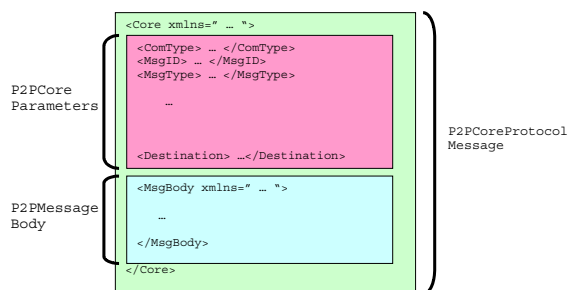 <Core xmlns=” … “>
<ComType> … </ComType>
<MsgID> … </MsgID>
<MsgType> … </MsgType>
…
<Destination> …</Destination>
P2PCore
Parameters
<MsgBody xmlns=” … “>
…
</MsgBody>
P2PMessage
Body
</Core>
P2PCoreProtocol
Message